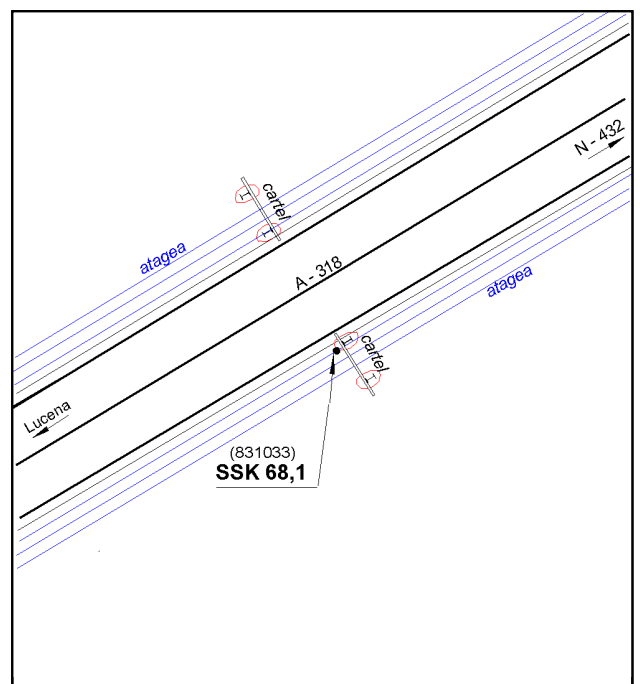 N - 432
cartel
atagea
A - 318
atagea
cartel
Lucena
(831033)
SSK 68,1